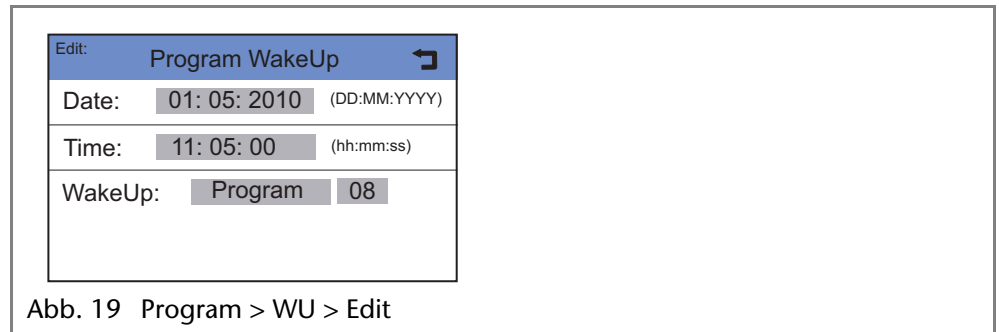 Edit:
Program WakeUp
Date: 01: 05: 2010 (DD:MM:YYYY)
Time: 11: 05: 00 (hh:mm:ss)
WakeUp: Program 08
Abb. 19 Program > WU > Edit